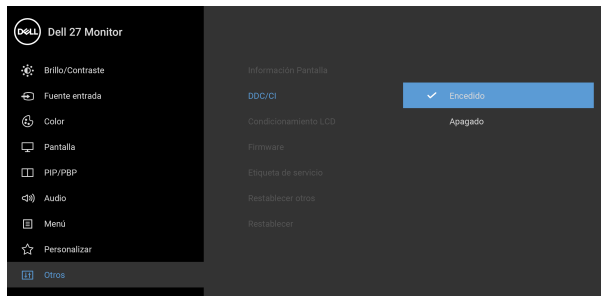 DELL
Dell 27 Monitor
Brillo/Contraste
Fuente entrada
Color
Pantalla
PIP/PBP
Audio
Menú
Personalizar
Otros
Información Pantalla
DDC/CI
Condicionamiento LCD
Firmware
Etiqueta de servicio
Restablecer otros
Restablecer
Encedido
Apagado